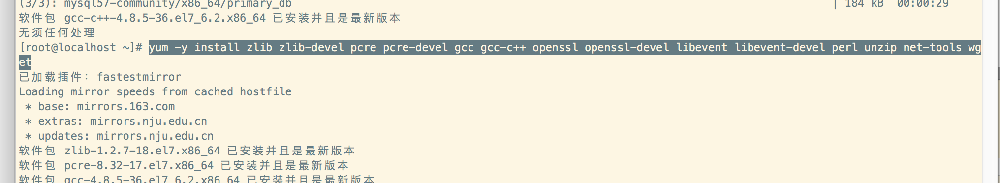 (3/3): mysql57-community/x86_64/primary_db | 184 kB 00:00:29
软件包 gcc-c++-4.8.5-36.el7_6.2.x86_64 已安装并且是最新版本
无须任何处理
[root@localhost ~]# yum -y install zlib zlib-devel pcre pcre-devel gcc gcc-c++ openssl openssl-devel libevent libevent-devel perl unzip net-tools wg
et
已加载插件：fastestmirror
Loading mirror speeds from cached hostfile
 * base: mirrors.163.com
 * extras: mirrors.nju.edu.cn
 * updates: mirrors.nju.edu.cn
软件包 zlib-1.2.7-18.el7.x86_64 已安装并且是最新版本
软件包 pcre-8.32-17.el7.x86_64 已安装并且是最新版本
软件包 gcc-4.8.5-36.el7_6.2.x86_64 已安装并且是最新版本